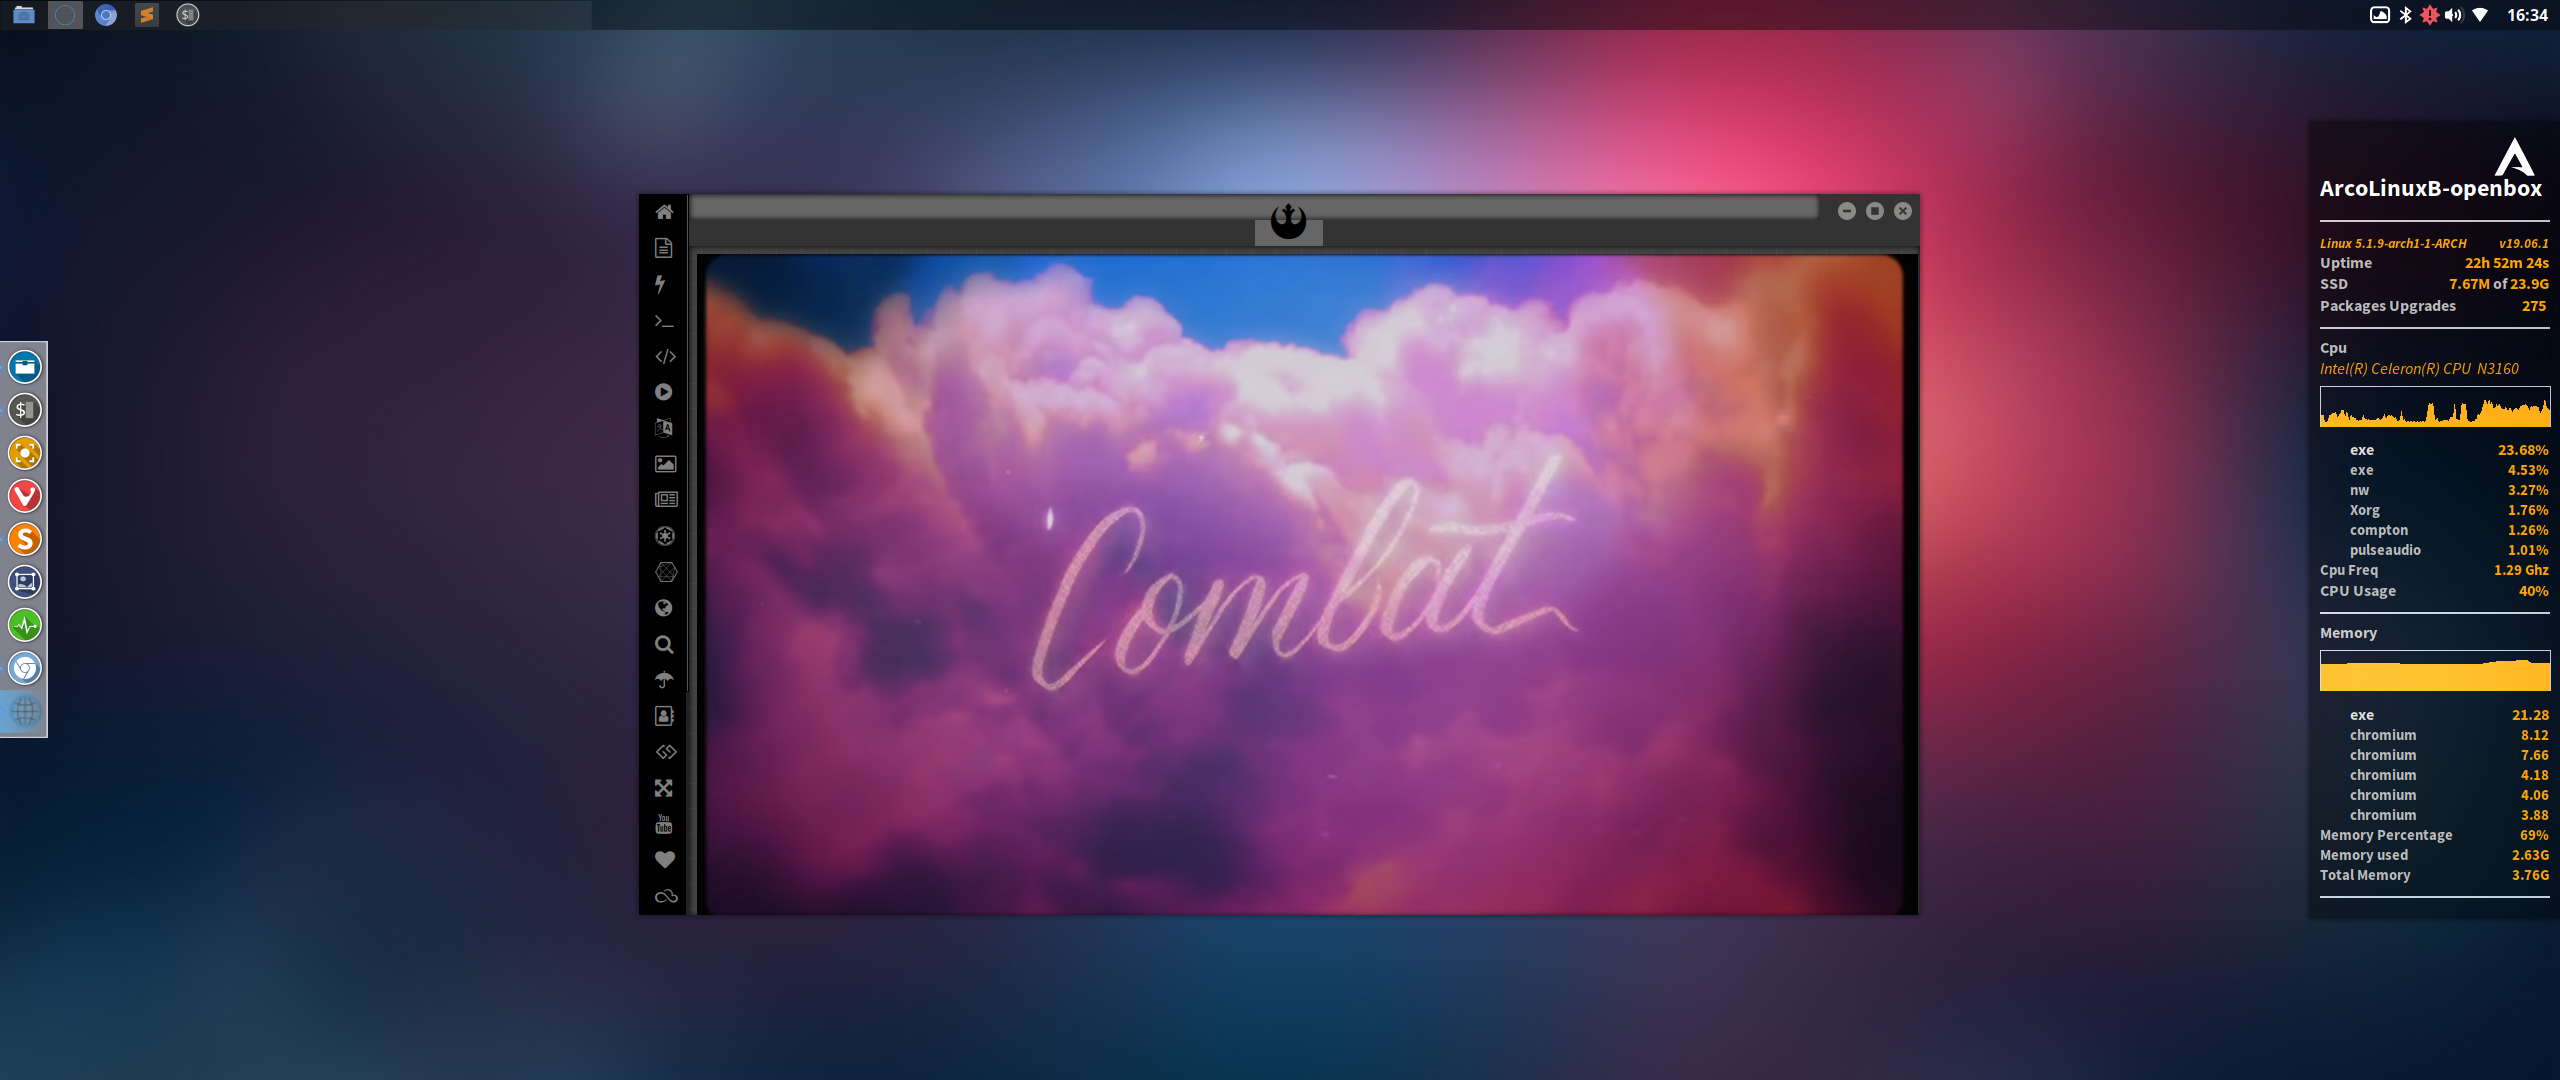 16:34
ArcoLinuxB-openbox
Linux 5.1.9-arch1-1-ARCH v19.06.1
Uptime 22h 52m 24s
SSD 7.67M of 23.9G
Packages Upgrades 275
Cpu
Intel(R) Celeron(R) CPU N3160
exe 23.68%
exe 4.53%
nw 3.27%
Xorg 1.76%
compton 1.26%
pulseaudio 1.01%
Cpu Freq 1.29 Ghz
CPU Usage 40%
Memory
exe 21.28
chromium 8.12
chromium 7.66
chromium 4.18
chromium 4.06
chromium 3.88
Memory Percentage 69%
Memory used 2.63G
Total Memory 3.76G
Combat
You
Tube